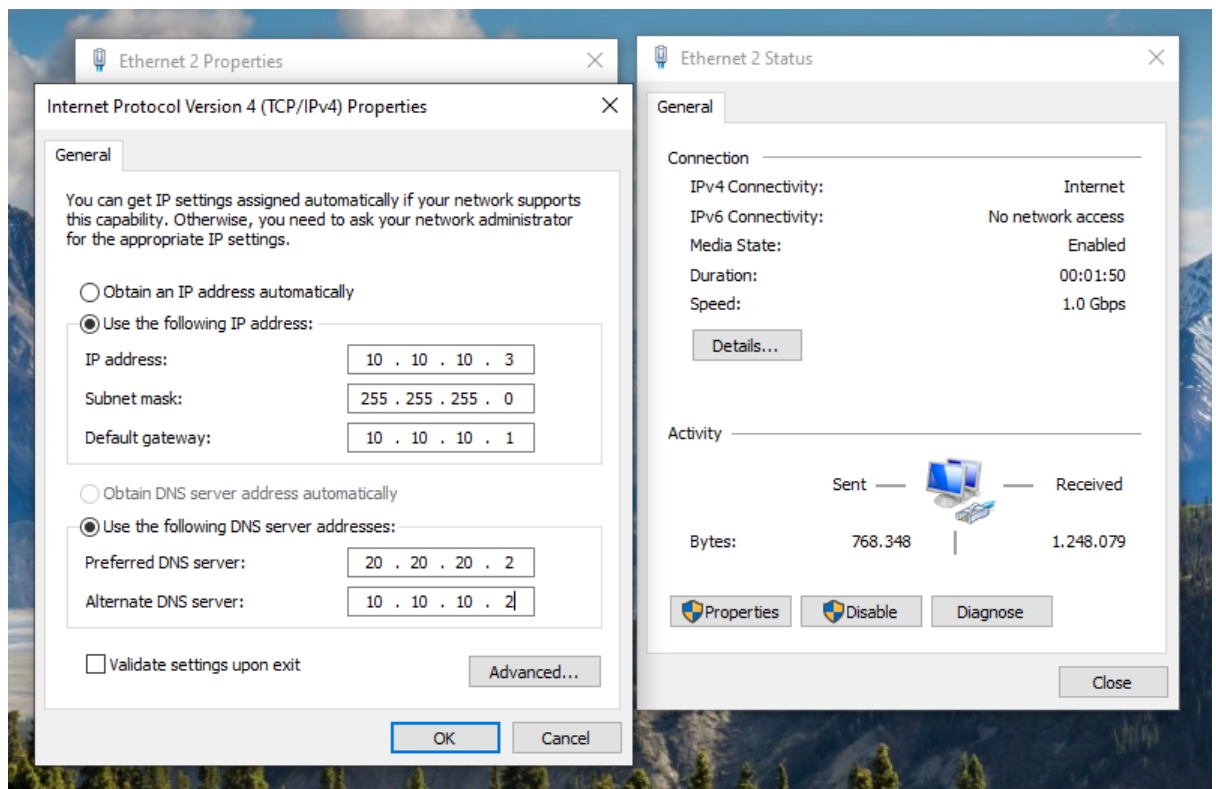 Ethernet 2 Properties
Internet Protocol Version 4 (TCP/IPv4) Properties
General
You can get IP settings assigned automatically if your network supports
this capability. Otherwise, you need to ask your network administrator
for the appropriate IP settings.
Obtain an IP address automatically
Use the following IP address:
IP address: 10 . 10 . 10 . 3
Subnet mask: 255 . 255 . 255 . 0
Default gateway: 10 . 10 . 10 . 1
Obtain DNS server address automatically
Use the following DNS server addresses:
Preferred DNS server: 20 . 20 . 20 . 2
Alternate DNS server: 10 . 10 . 10 . 2
Validate settings upon exit
Advanced...
OK Cancel
Ethernet 2 Status
General
Connection
IPv4 Connectivity: Internet
IPv6 Connectivity: No network access
Media State: Enabled
Duration: 00:01:50
Speed: 1.0 Gbps
Details...
Activity
Sent Received
Bytes: 768.348 1.248.079
Properties Disable Diagnose
Close